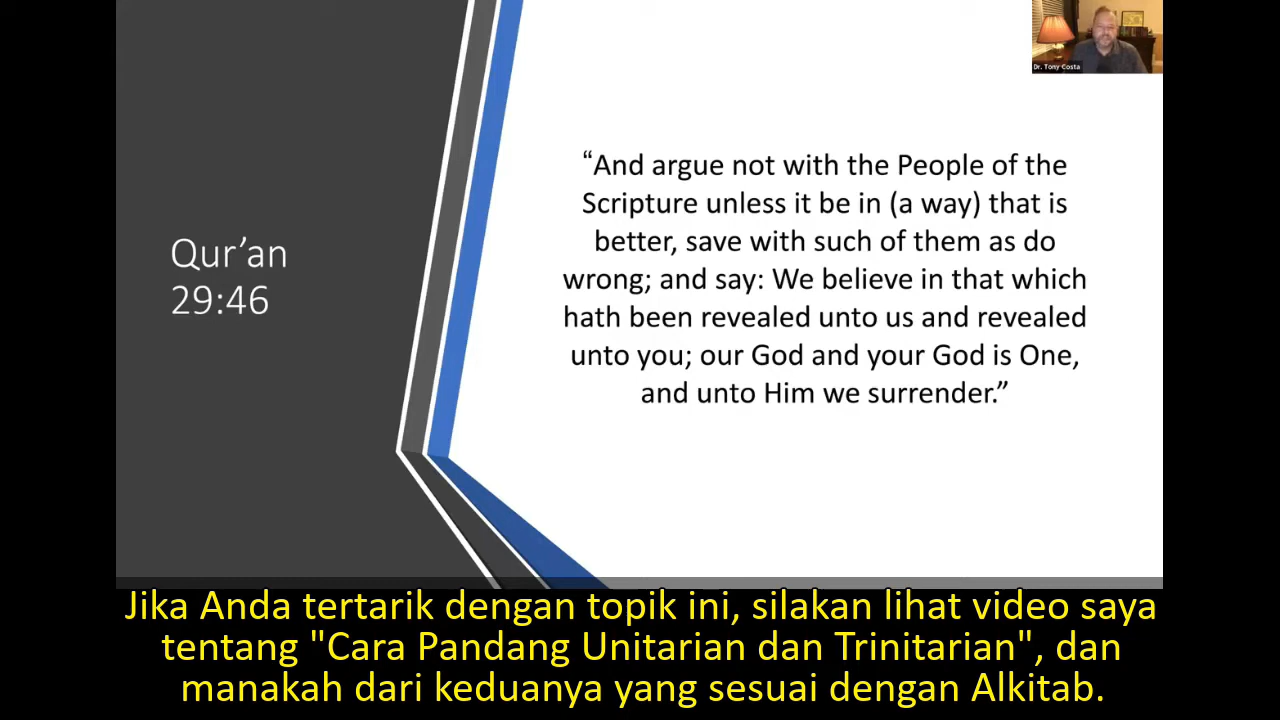 Dr. Tony Costa
Qur’an
29:46
“And argue not with the People of the
Scripture unless it be in (a way) that is
better, save with such of them as do
wrong; and say: We believe in that which
hath been revealed unto us and revealed
unto you; our God and your God is One,
and unto Him we surrender.”
Jika Anda tertarik dengan topik ini, silakan lihat video saya
tentang "Cara Pandang Unitarian dan Trinitarian", dan
manakah dari keduanya yang sesuai dengan Alkitab.